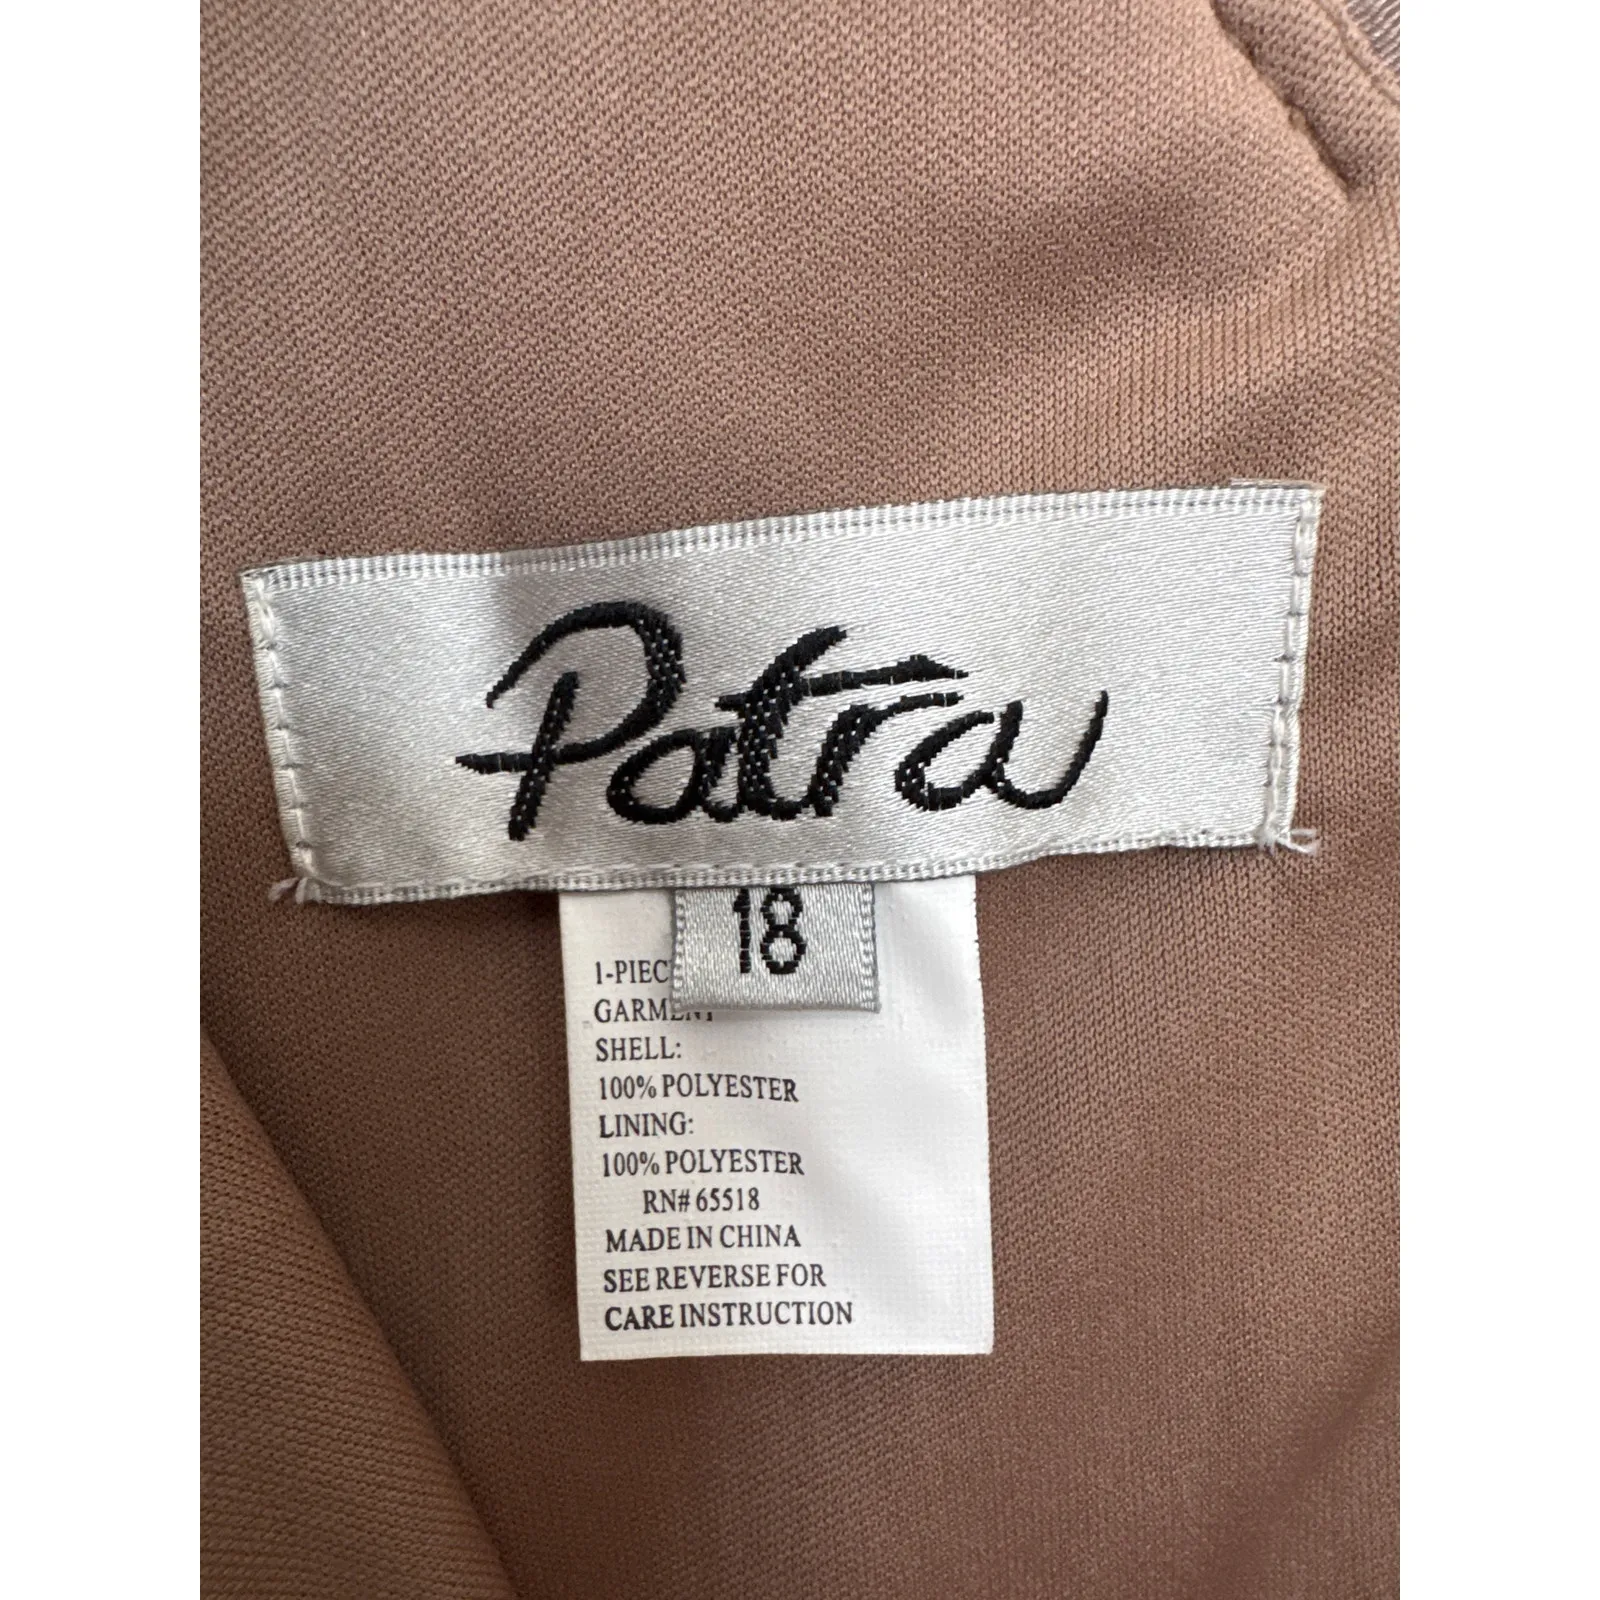 Patra
18
1-PIEC
GARMENT
SHELL:
100% POLYESTER
LINING:
100% POLYESTER
RN# 65518
MADE IN CHINA
SEE REVERSE FOR
CARE INSTRUCTION